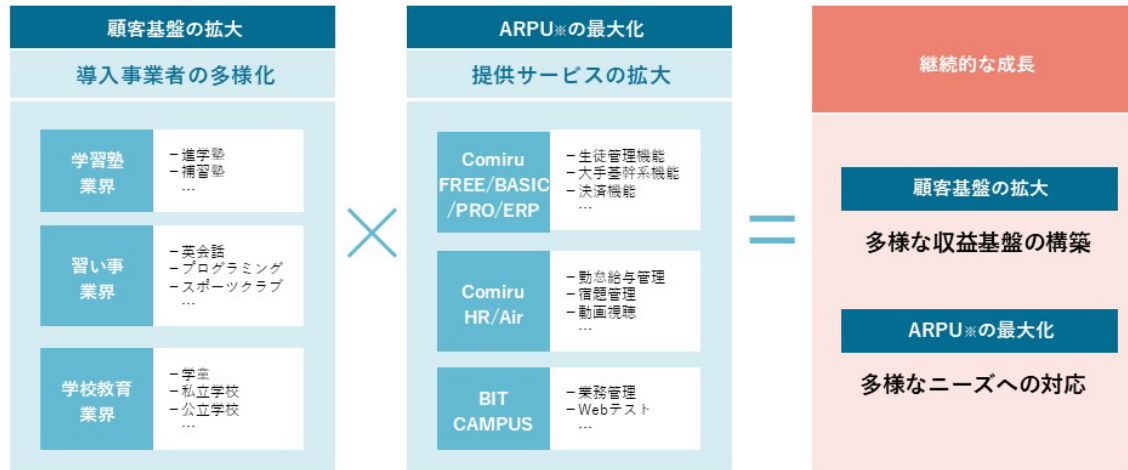 顧客基盤の拡大
導入事業者の多様化
学習塾
業界
－進学塾
－補習塾
…
習い事
業界
－英会話
－プログラミング
－スポーツクラブ
…
学校教育
業界
－学童
－私立学校
－公立学校
…
×
ARPU※の最大化
提供サービスの拡大
Comiru
FREE/BASIC
/PRO/ERP
－生徒管理機能
－大手基幹系機能
－決済機能
…
Comiru
HR/Air
－勤怠給与管理
－宿題管理
－動画視聴
…
BIT
CAMPUS
－業務管理
－Webテスト
…
＝
継続的な成長
顧客基盤の拡大
多様な収益基盤の構築
ARPU※の最大化
多様なニーズへの対応